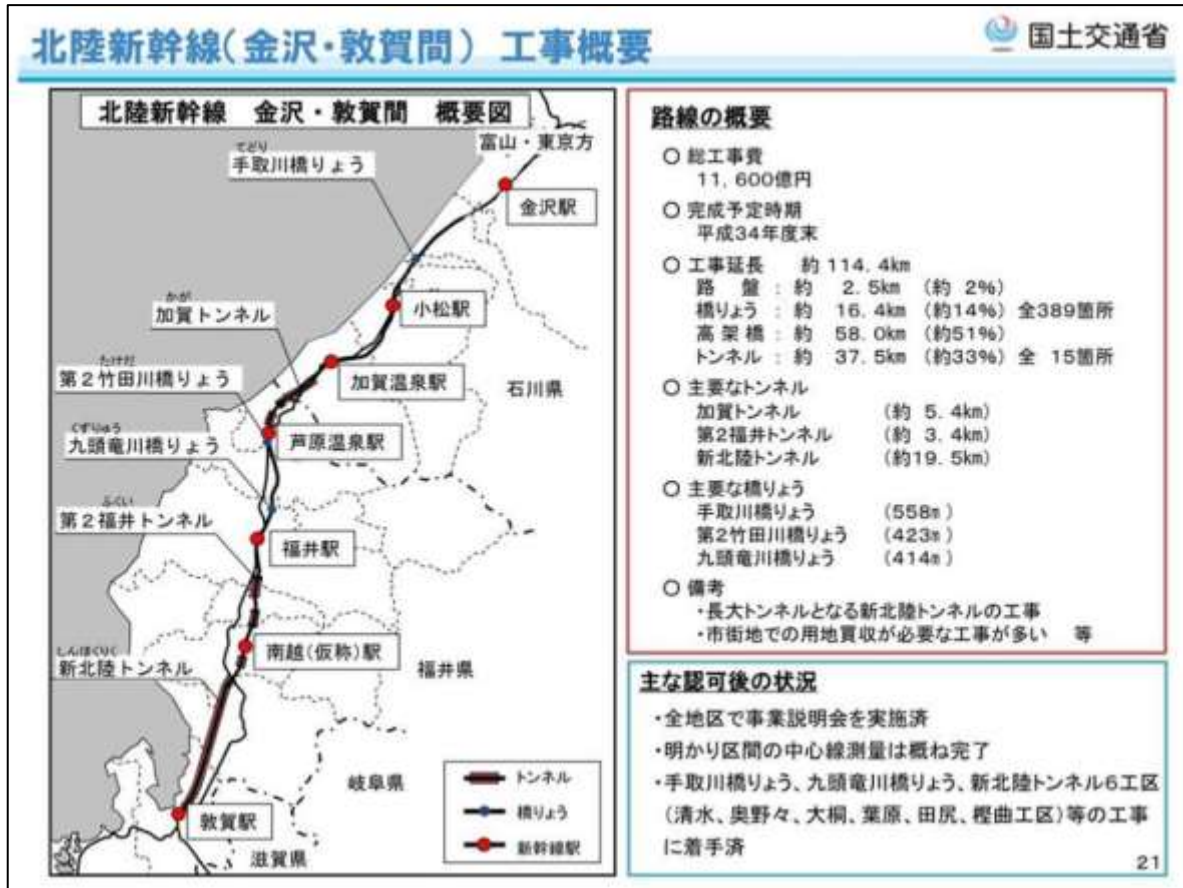 北陸新幹線(金沢・敦賀間) 工事概要
国土交通省
北陸新幹線 金沢・敦賀間 概要図
富山・東京方
てどり
手取川橋りょう
金沢駅
かが
加賀トンネル
小松駅
たけだ
第2竹田川橋りょう
加賀温泉駅
石川県
くずりゅう
九頭竜川橋りょう
芦原温泉駅
ふくい
第2福井トンネル
福井駅
しんほくりく
新北陸トンネル
南越(仮称)駅
福井県
岐阜県
敦賀駅
滋賀県
トンネル
橋りょう
新幹線駅
路線の概要
○ 総工事費
11,600億円
○ 完成予定時期
平成34年度末
○ 工事延長 約 114.4km
路 盤 : 約 2.5km (約 2%)
橋りょう : 約 16.4km (約14%) 全389箇所
高 架 橋 : 約 58.0km (約51%)
トンネル : 約 37.5km (約33%) 全 15箇所
○ 主要なトンネル
加賀トンネル (約 5.4km)
第2福井トンネル (約 3.4km)
新北陸トンネル (約19.5km)
○ 主要な橋りょう
手取川橋りょう (558m)
第2竹田川橋りょう (423m)
九頭竜川橋りょう (414m)
○ 備考
・長大トンネルとなる新北陸トンネルの工事
・市街地での用地買収が必要な工事が多い 等
主な認可後の状況
・全地区で事業説明会を実施済
・明かり区間の中心線測量は概ね完了
・手取川橋りょう、九頭竜川橋りょう、新北陸トンネル6工区
(清水、奥野々、大桐、葉原、田尻、樫曲工区)等の工事
に着手済
21